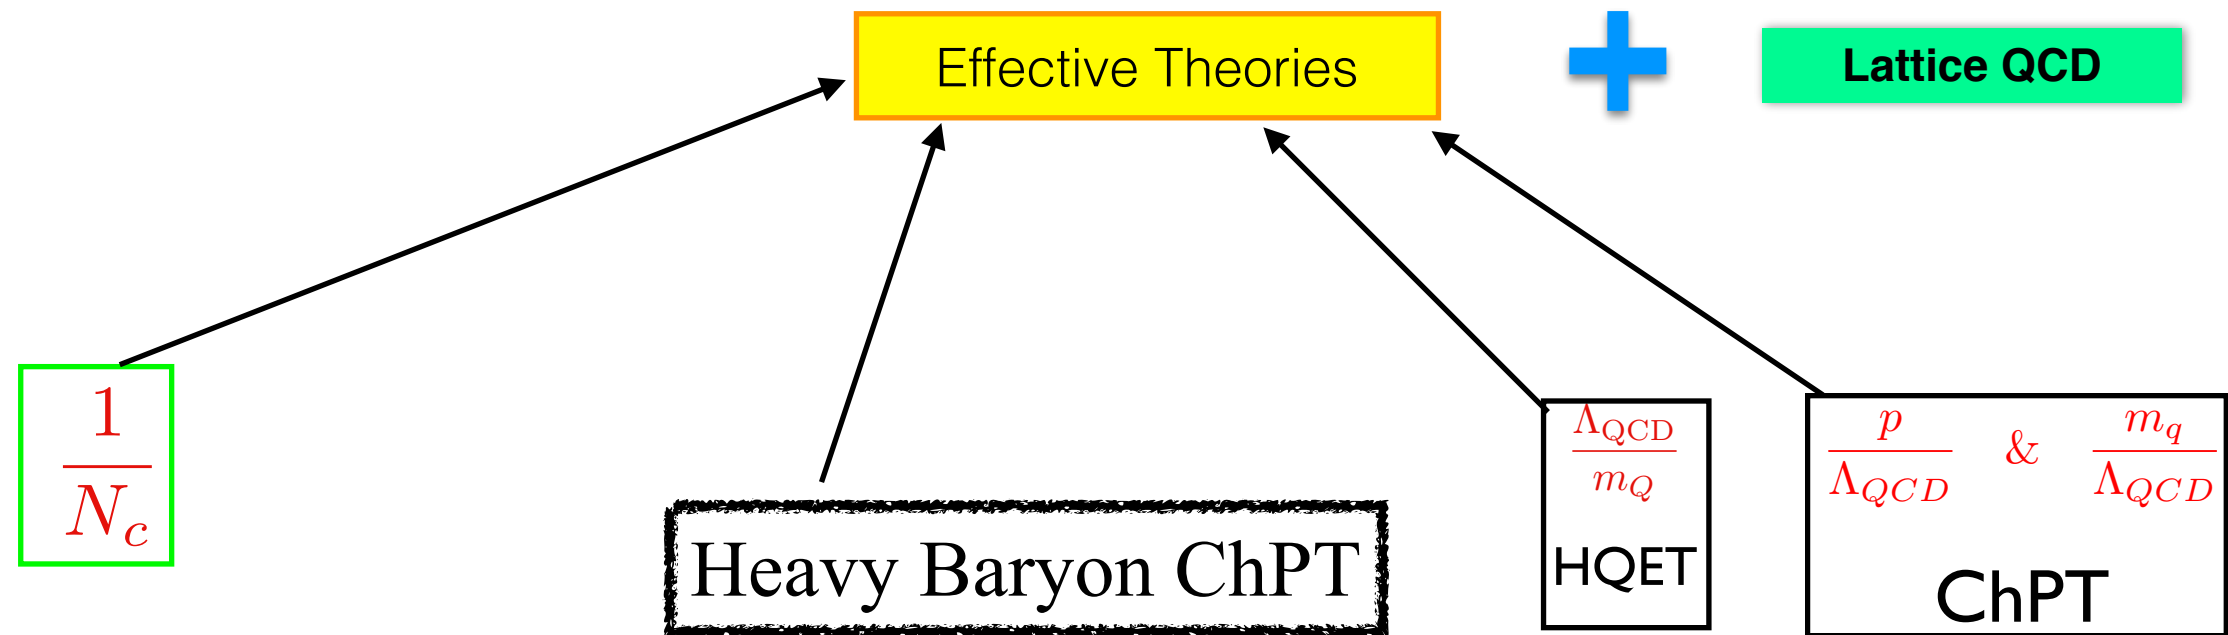 Effective Theories
Lattice QCD
1
N_c
Heavy Baryon ChPT
Λ_QCD
m_Q
HQET
p & m_q
Λ_QCD Λ_QCD
ChPT